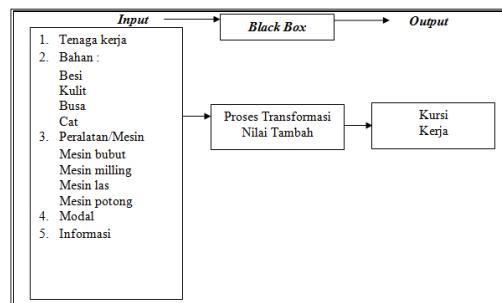 Input Black Box Output
1. Tenaga kerja
2. Bahan :
Besi
Kulit
Busa
Cat
3. Peralatan/Mesin
Mesin bubut
Mesin milling
Mesin las
Mesin potong
4. Modal
5. Informasi
Proses Transformasi
Nilai Tambah
Kursi
Kerja